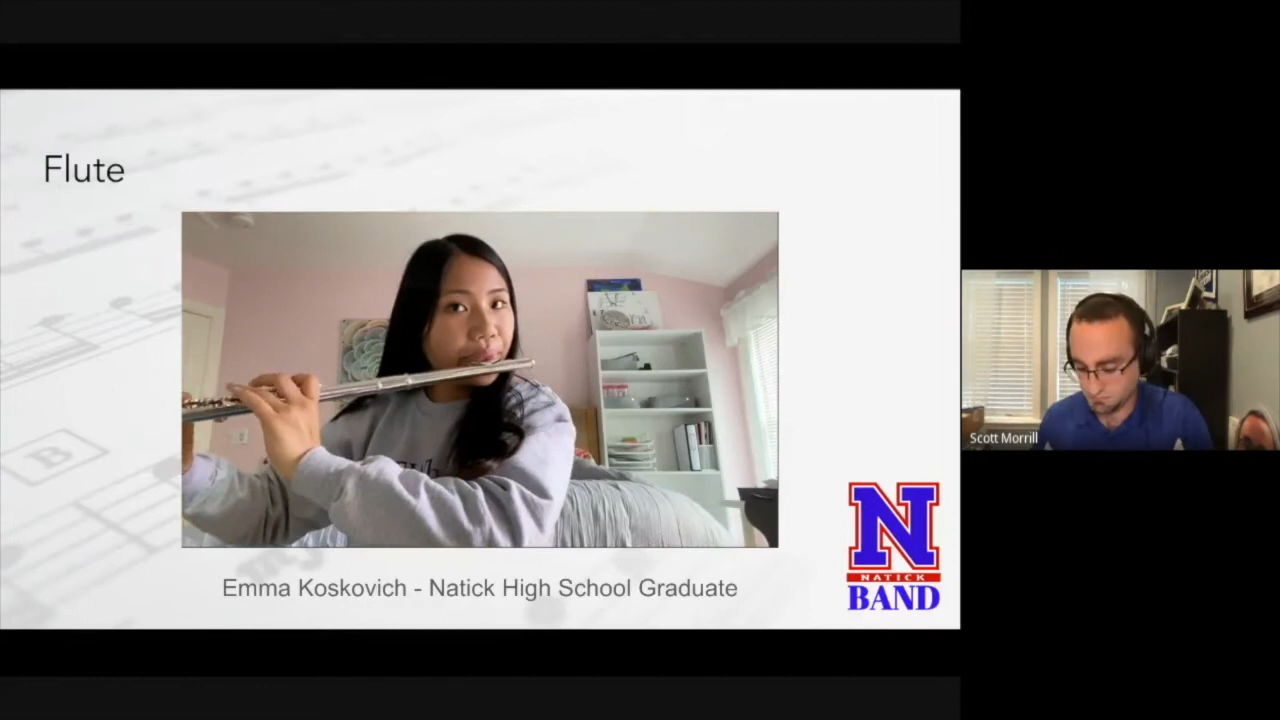 Flute
Emma Koskovich - Natick High School Graduate
N
NATICK
BAND
Scott Morrill
B